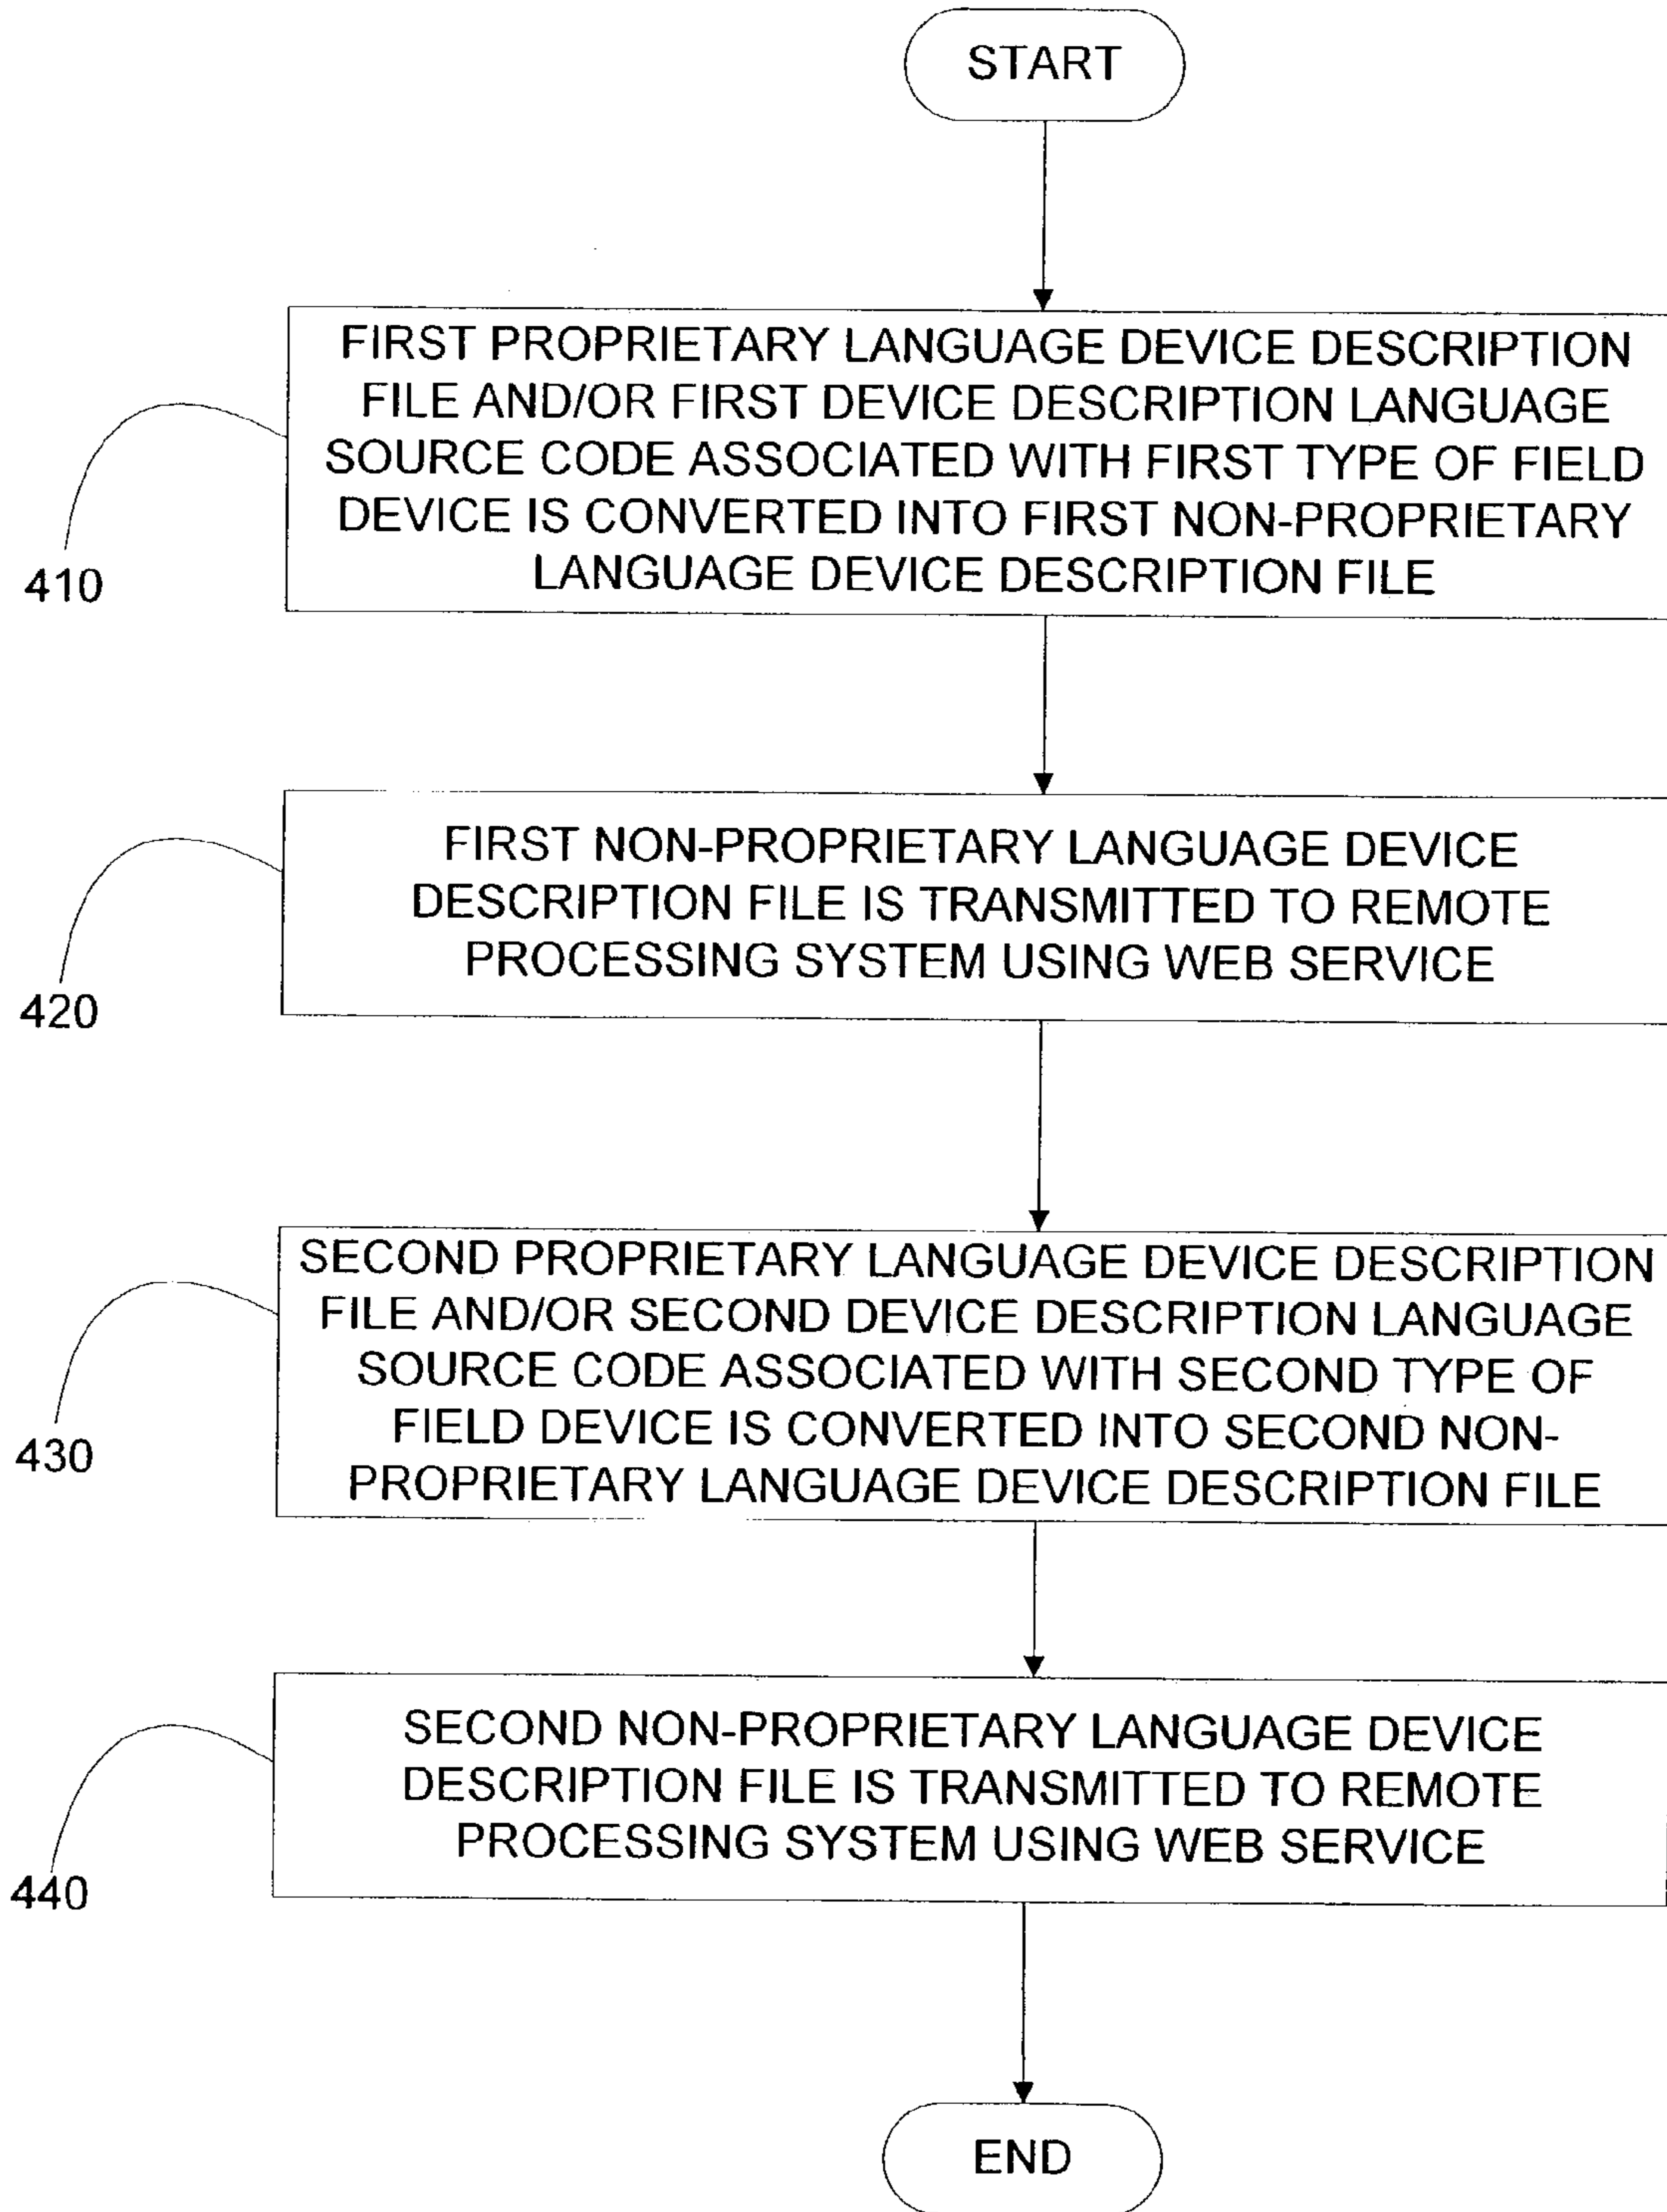 START
FIRST PROPRIETARY LANGUAGE DEVICE DESCRIPTION
FILE AND/OR FIRST DEVICE DESCRIPTION LANGUAGE
SOURCE CODE ASSOCIATED WITH FIRST TYPE OF FIELD
DEVICE IS CONVERTED INTO FIRST NON-PROPRIETARY
LANGUAGE DEVICE DESCRIPTION FILE
410
FIRST NON-PROPRIETARY LANGUAGE DEVICE
DESCRIPTION FILE IS TRANSMITTED TO REMOTE
PROCESSING SYSTEM USING WEB SERVICE
420
SECOND PROPRIETARY LANGUAGE DEVICE DESCRIPTION
FILE AND/OR SECOND DEVICE DESCRIPTION LANGUAGE
SOURCE CODE ASSOCIATED WITH SECOND TYPE OF
FIELD DEVICE IS CONVERTED INTO SECOND NON-
PROPRIETARY LANGUAGE DEVICE DESCRIPTION FILE
430
SECOND NON-PROPRIETARY LANGUAGE DEVICE
DESCRIPTION FILE IS TRANSMITTED TO REMOTE
PROCESSING SYSTEM USING WEB SERVICE
440
END